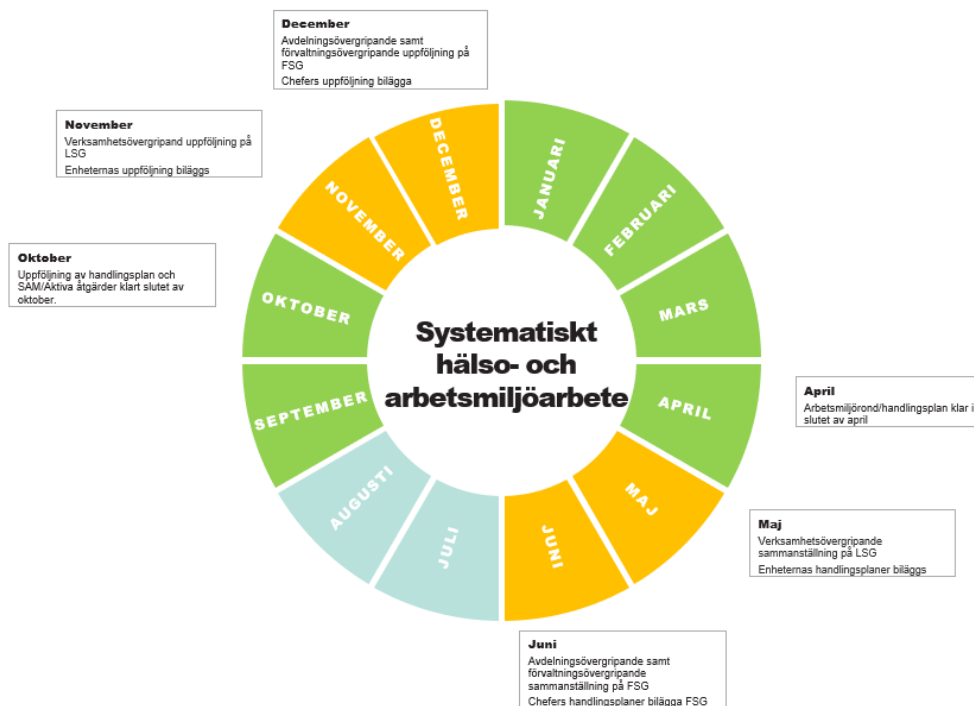 December
Avdelningsövergripande samt
förvaltningsövergripande uppföljning på
FSG
Chefers uppföljning bilägga
November
Verksamhetsövergripand uppföljning på
LSG
Enheternas uppföljning biläggs
Oktober
Uppföljning av handlingsplan och
SAM/Aktiva åtgärder klart slutet av
oktober.
JANUARI
FEBRUARI
MARS
APRIL
MAJ
JUNI
JULI
AUGUSTI
SEPTEMBER
OKTOBER
NOVEMBER
DECEMBER
Systematiskt
hälso- och
arbetsmiljöarbete
April
Arbetsmiljörond/handlingsplan klar i
slutet av april
Maj
Verksamhetsövergripande
sammanställning på LSG
Enheternas handlingsplaner biläggs
Juni
Avdelningsövergripande samt
förvaltningsövergripande
sammanställning på FSG
Chefers handlingsplaner bilägga FSG